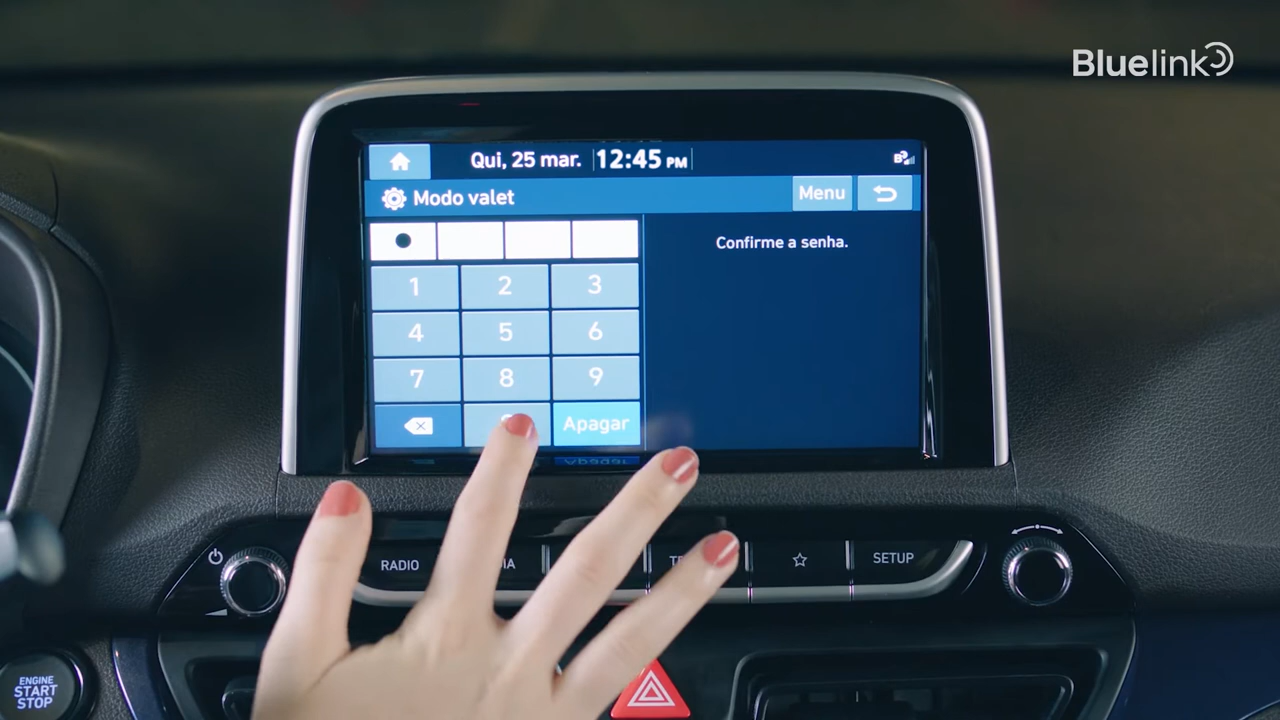 Bluelink
Qui, 25 mar. 12:45 PM
Modo valet
Menu
Confirme a senha.
1 2 3
4 5 6
7 8 9
Apagar
RADIO
SETUP
ENGINE
START
STOP